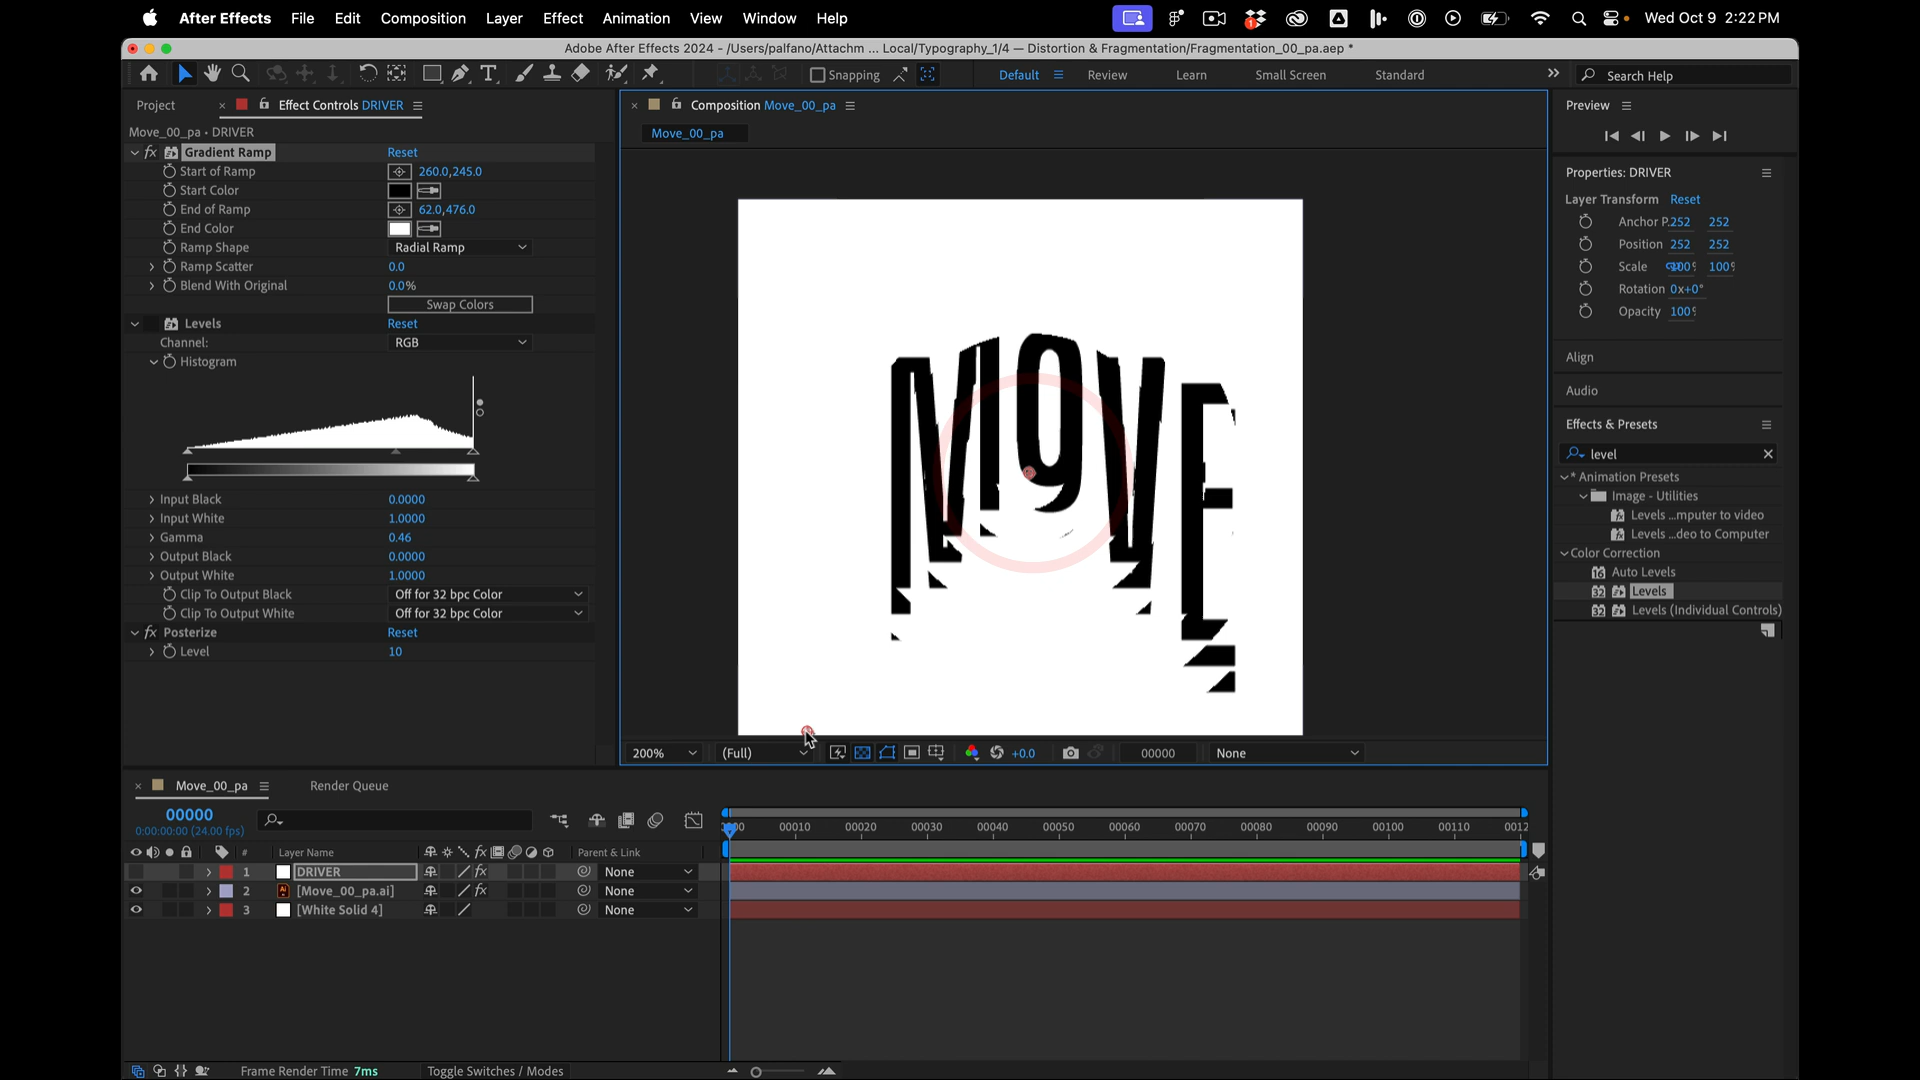 After Effects File Edit Composition Layer Effect Animation View Window Help Wed Oct 9 2:22 PM
Adobe After Effects 2024 - /Users/palfano/Attachm ... Local/Typography_1/4 — Distortion & Fragmentation/Fragmentation_00_pa.aep *
Snapping Default Review Learn Small Screen Standard Search Help
Project Effect Controls DRIVER
Move_00_pa • DRIVER
Gradient Ramp Reset
Start of Ramp 260.0,245.0
Start Color
End of Ramp 62.0,476.0
End Color
Ramp Shape Radial Ramp
Ramp Scatter 0.0
Blend With Original 0.0%
Swap Colors
Levels Reset
Channel: RGB
Histogram
Input Black 0.0000
Input White 1.0000
Gamma 0.46
Output Black 0.0000
Output White 1.0000
Clip To Output Black Off for 32 bpc Color
Clip To Output White Off for 32 bpc Color
Posterize Reset
Level 10
Composition Move_00_pa
Move_00_pa
MOVE
200% (Full) +0.0 00000 None
Preview
Properties: DRIVER
Layer Transform Reset
Anchor P. 252 252
Position 252 252
Scale 100% 100%
Rotation 0x+0°
Opacity 100%
Align
Audio
Effects & Presets
level
* Animation Presets
Image - Utilities
Levels ...mputer to video
Levels ...deo to Computer
Color Correction
Auto Levels
Levels
Levels (Individual Controls)
Move_00_pa Render Queue
00000
0:00:00:00 (24.00 fps)
00 00010 00020 00030 00040 00050 00060 00070 00080 00090 00100 00110 0012
# Layer Name Parent & Link
1 DRIVER None
2 [Move_00_pa.ai] None
3 [White Solid 4] None
Frame Render Time 7ms Toggle Switches / Modes